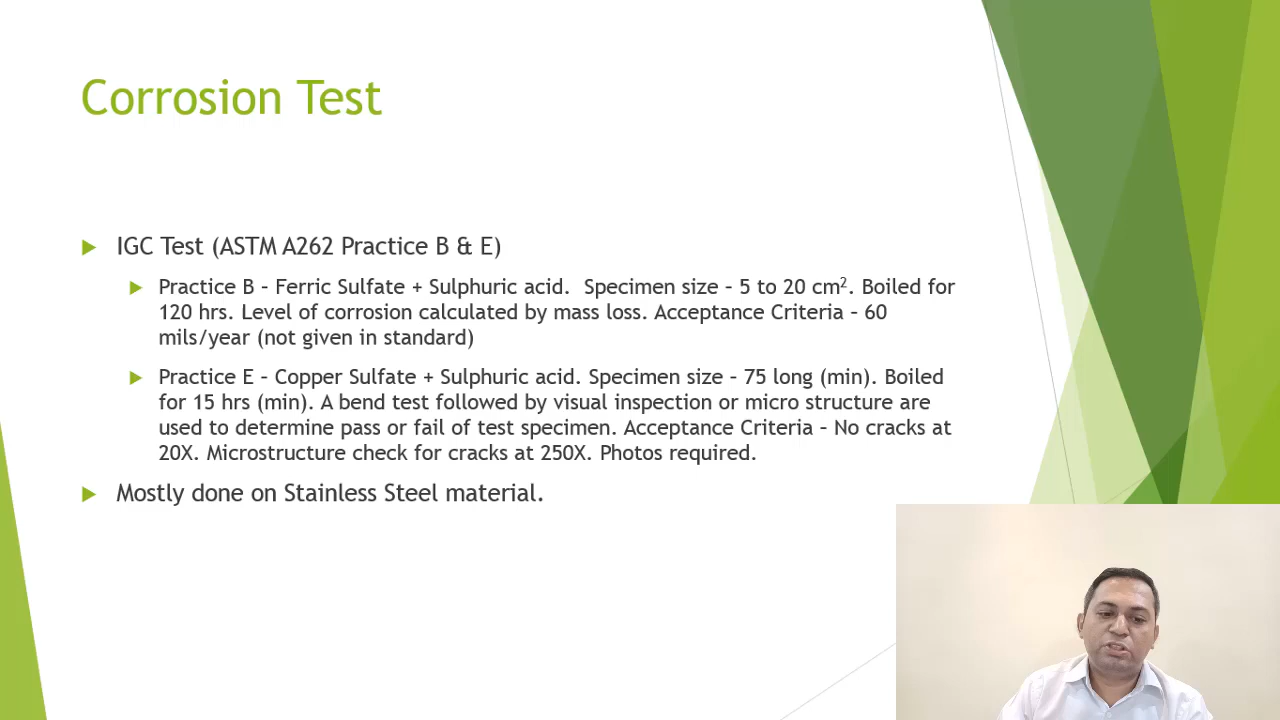 Corrosion Test
IGC Test (ASTM A262 Practice B & E)
Practice B – Ferric Sulfate + Sulphuric acid.  Specimen size – 5 to 20 cm². Boiled for
120 hrs. Level of corrosion calculated by mass loss. Acceptance Criteria – 60
mils/year (not given in standard)
Practice E – Copper Sulfate + Sulphuric acid. Specimen size – 75 long (min). Boiled
for 15 hrs (min). A bend test followed by visual inspection or micro structure are
used to determine pass or fail of test specimen. Acceptance Criteria – No cracks at
20X. Microstructure check for cracks at 250X. Photos required.
Mostly done on Stainless Steel material.